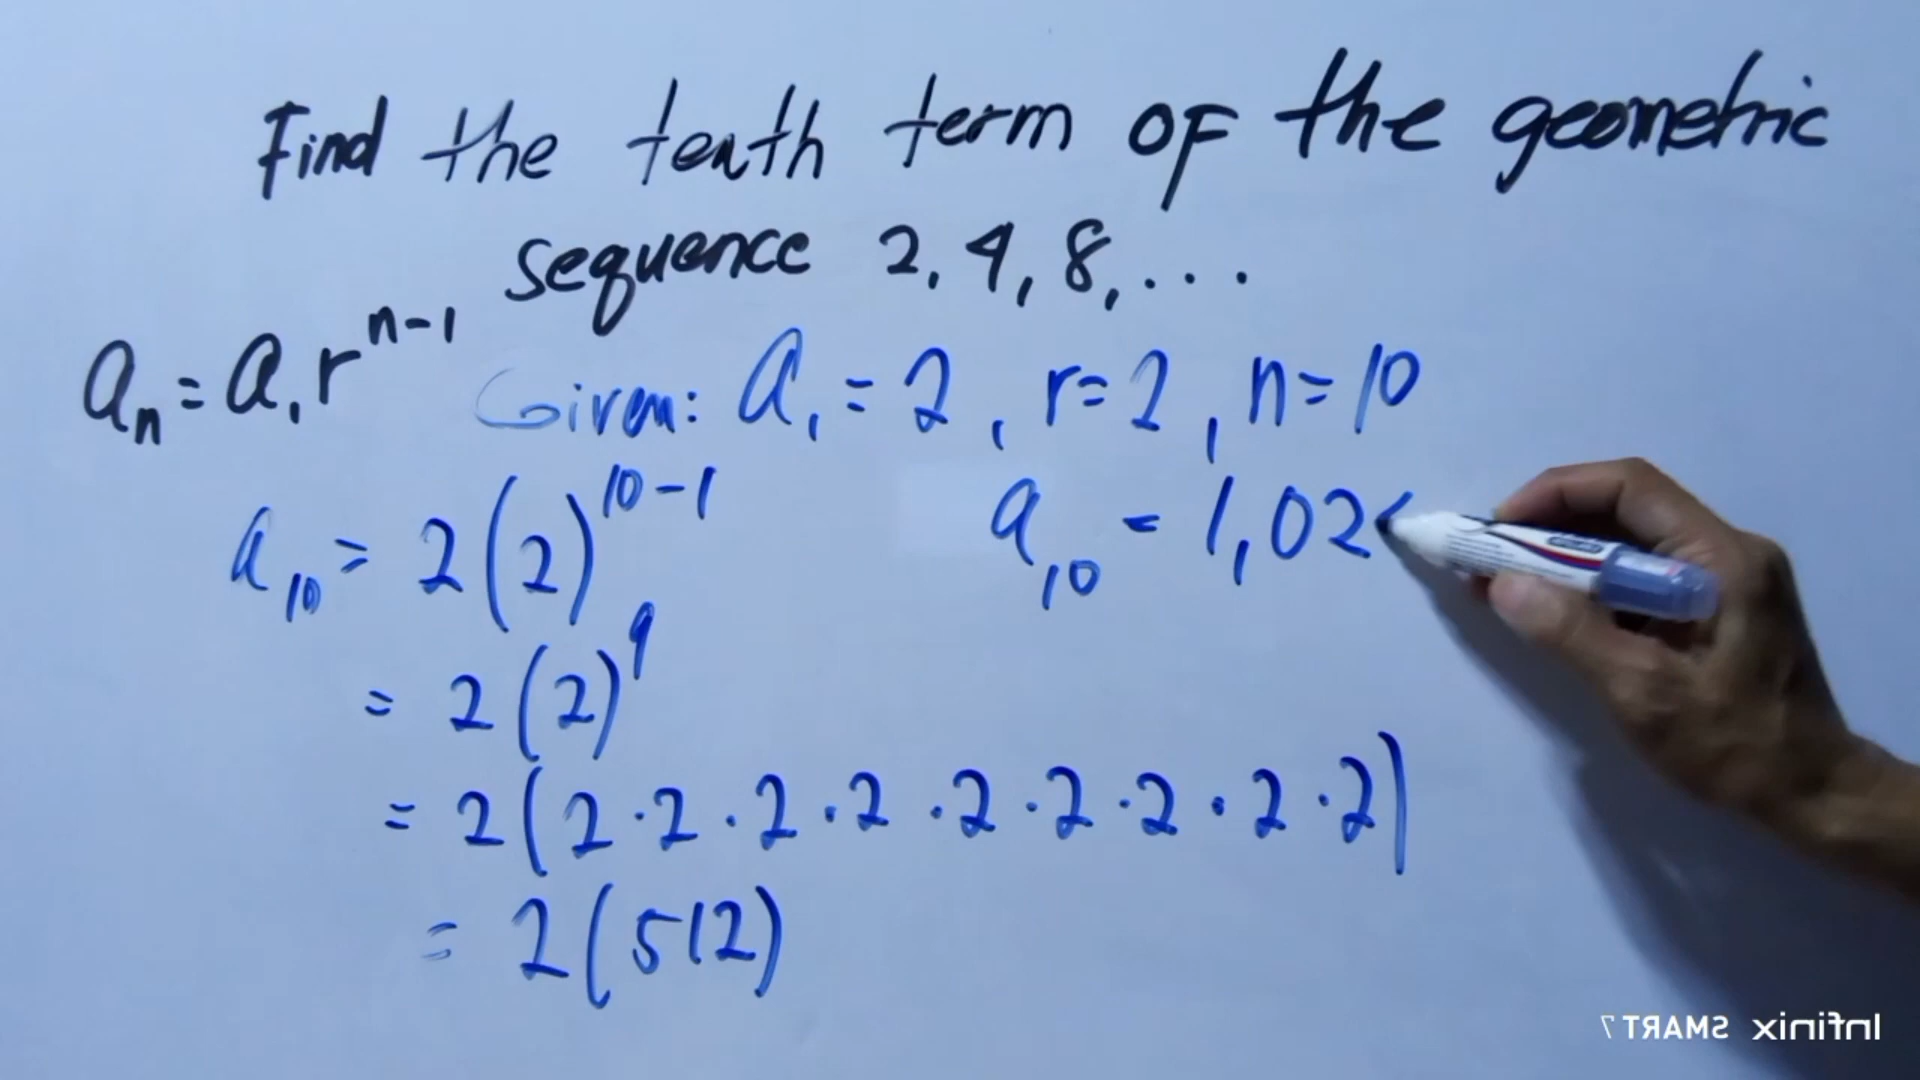 Find the tenth term of the geometric
sequence 2, 4, 8, . . .
aₙ = a₁rⁿ⁻¹
Given: a₁ = 2, r = 2, n = 10
a₁₀ = 2(2)¹⁰⁻¹
= 2(2)⁹
= 2(2·2·2·2·2·2·2·2·2)
= 2(512)
a₁₀ = 1,02
Infinix SMART 7